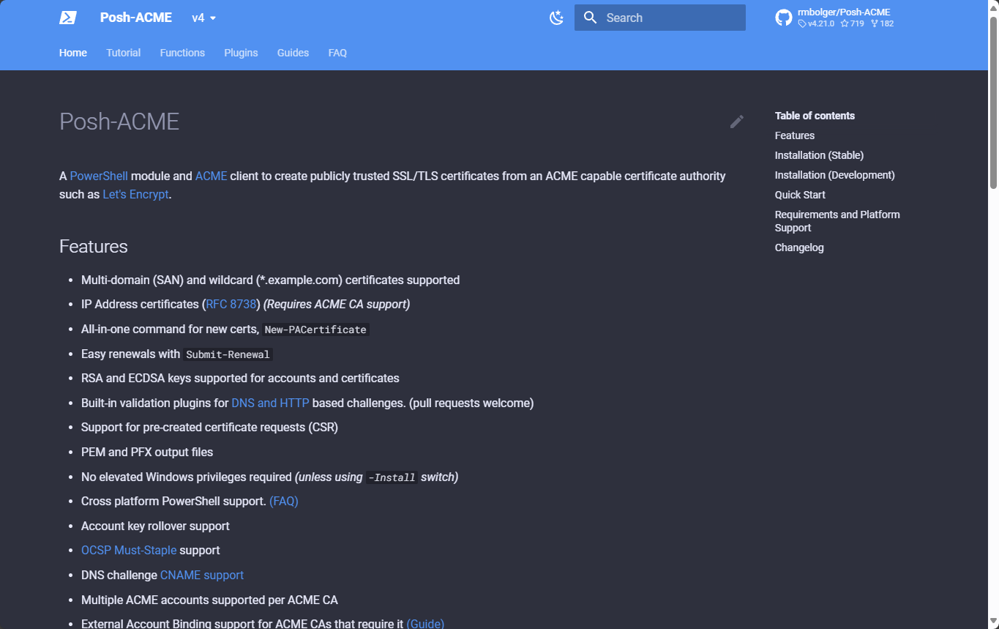 Posh-ACME
v4
Search
rmbolger/Posh-ACME
v4.21.0 719 182
Home Tutorial Functions Plugins Guides FAQ
Posh-ACME
A PowerShell module and ACME client to create publicly trusted SSL/TLS certificates from an ACME capable certificate authority
such as Let's Encrypt.
Features
Multi-domain (SAN) and wildcard (*.example.com) certificates supported
IP Address certificates (RFC 8738) (Requires ACME CA support)
All-in-one command for new certs, New-PACertificate
Easy renewals with Submit-Renewal
RSA and ECDSA keys supported for accounts and certificates
Built-in validation plugins for DNS and HTTP based challenges. (pull requests welcome)
Support for pre-created certificate requests (CSR)
PEM and PFX output files
No elevated Windows privileges required (unless using -Install switch)
Cross platform PowerShell support. (FAQ)
Account key rollover support
OCSP Must-Staple support
DNS challenge CNAME support
Multiple ACME accounts supported per ACME CA
External Account Binding support for ACME CAs that require it (Guide)
Table of contents
Features
Installation (Stable)
Installation (Development)
Quick Start
Requirements and Platform
Support
Changelog